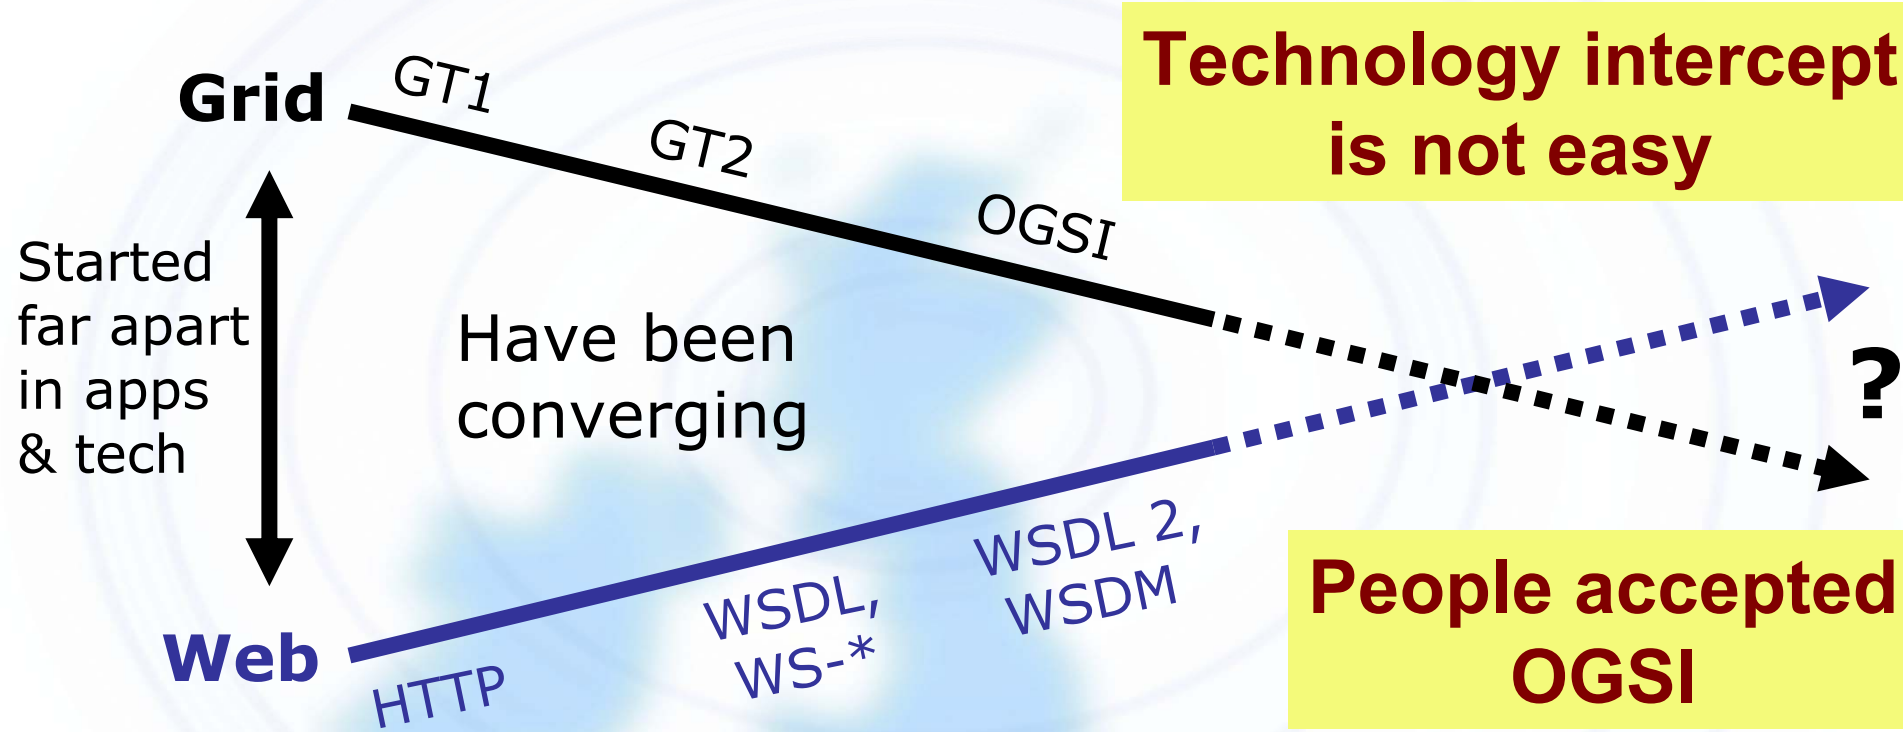 Technology intercept
is not easy
Grid
GT1
GT2
OGSI
Started
far apart
in apps
& tech
Have been
converging
?
Web
HTTP
WSDL,
WS-*
WSDL 2,
WSDM
People accepted
OGSI